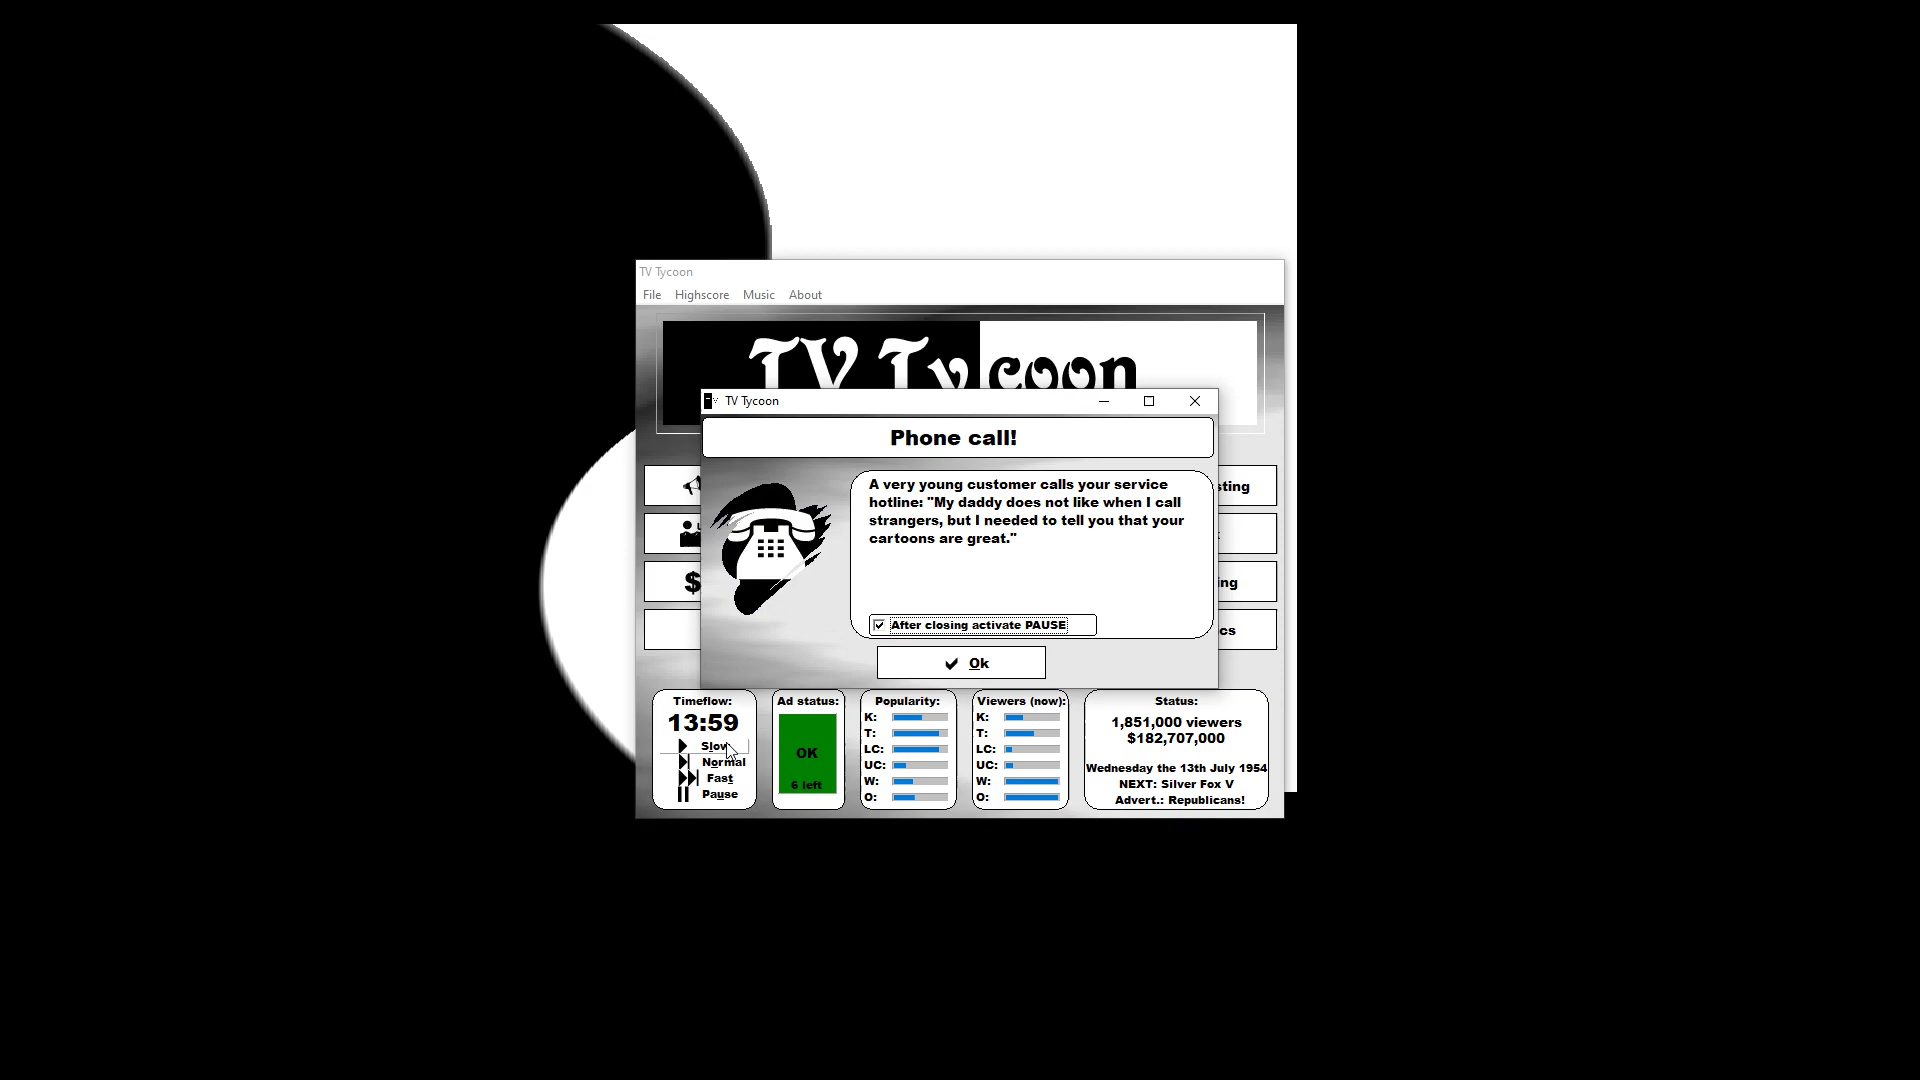 TV Tycoon
File Highscore Music About
TV Tycoon
TV Tycoon
Phone call!
A very young customer calls your service
hotline: "My daddy does not like when I call
strangers, but I needed to tell you that your
cartoons are great."
After closing activate PAUSE
Ok
sting
$
ing
cs
Timeflow:
13:59
Slow
Normal
Fast
Pause
Ad status:
OK
6 left
Popularity:
K:
T:
LC:
UC:
W:
O:
Viewers (now):
K:
T:
LC:
UC:
W:
O:
Status:
1,851,000 viewers
$182,707,000
Wednesday the 13th July 1954
NEXT: Silver Fox V
Advert.: Republicans!